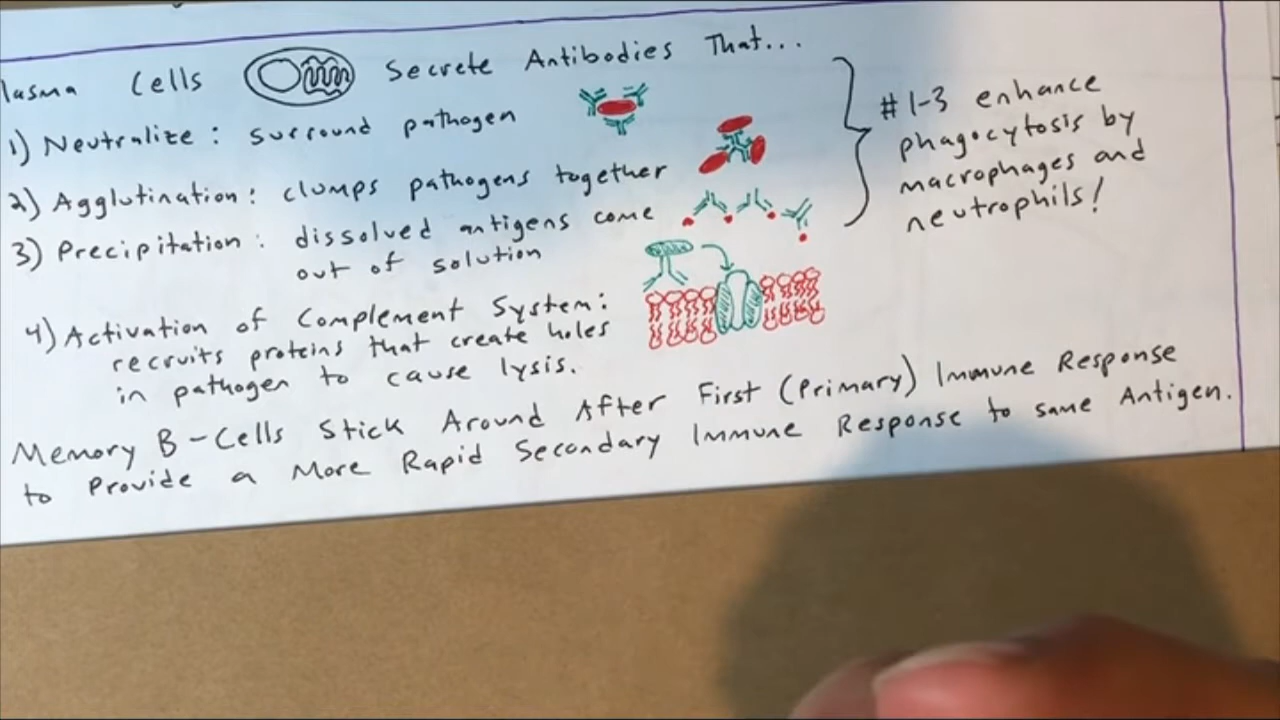 lasma Cells Secrete Antibodies That...
1) Neutralize: surround pathogen
2) Agglutination: clumps pathogens together
3) Precipitation: dissolved antigens come
out of solution
#1-3 enhance
phagocytosis by
macrophages and
neutrophils!
4) Activation of Complement System:
recruits proteins that create holes
in pathogen to cause lysis.
Memory B-Cells Stick Around After First (Primary) Immune Response
to Provide a More Rapid Secondary Immune Response to same Antigen.